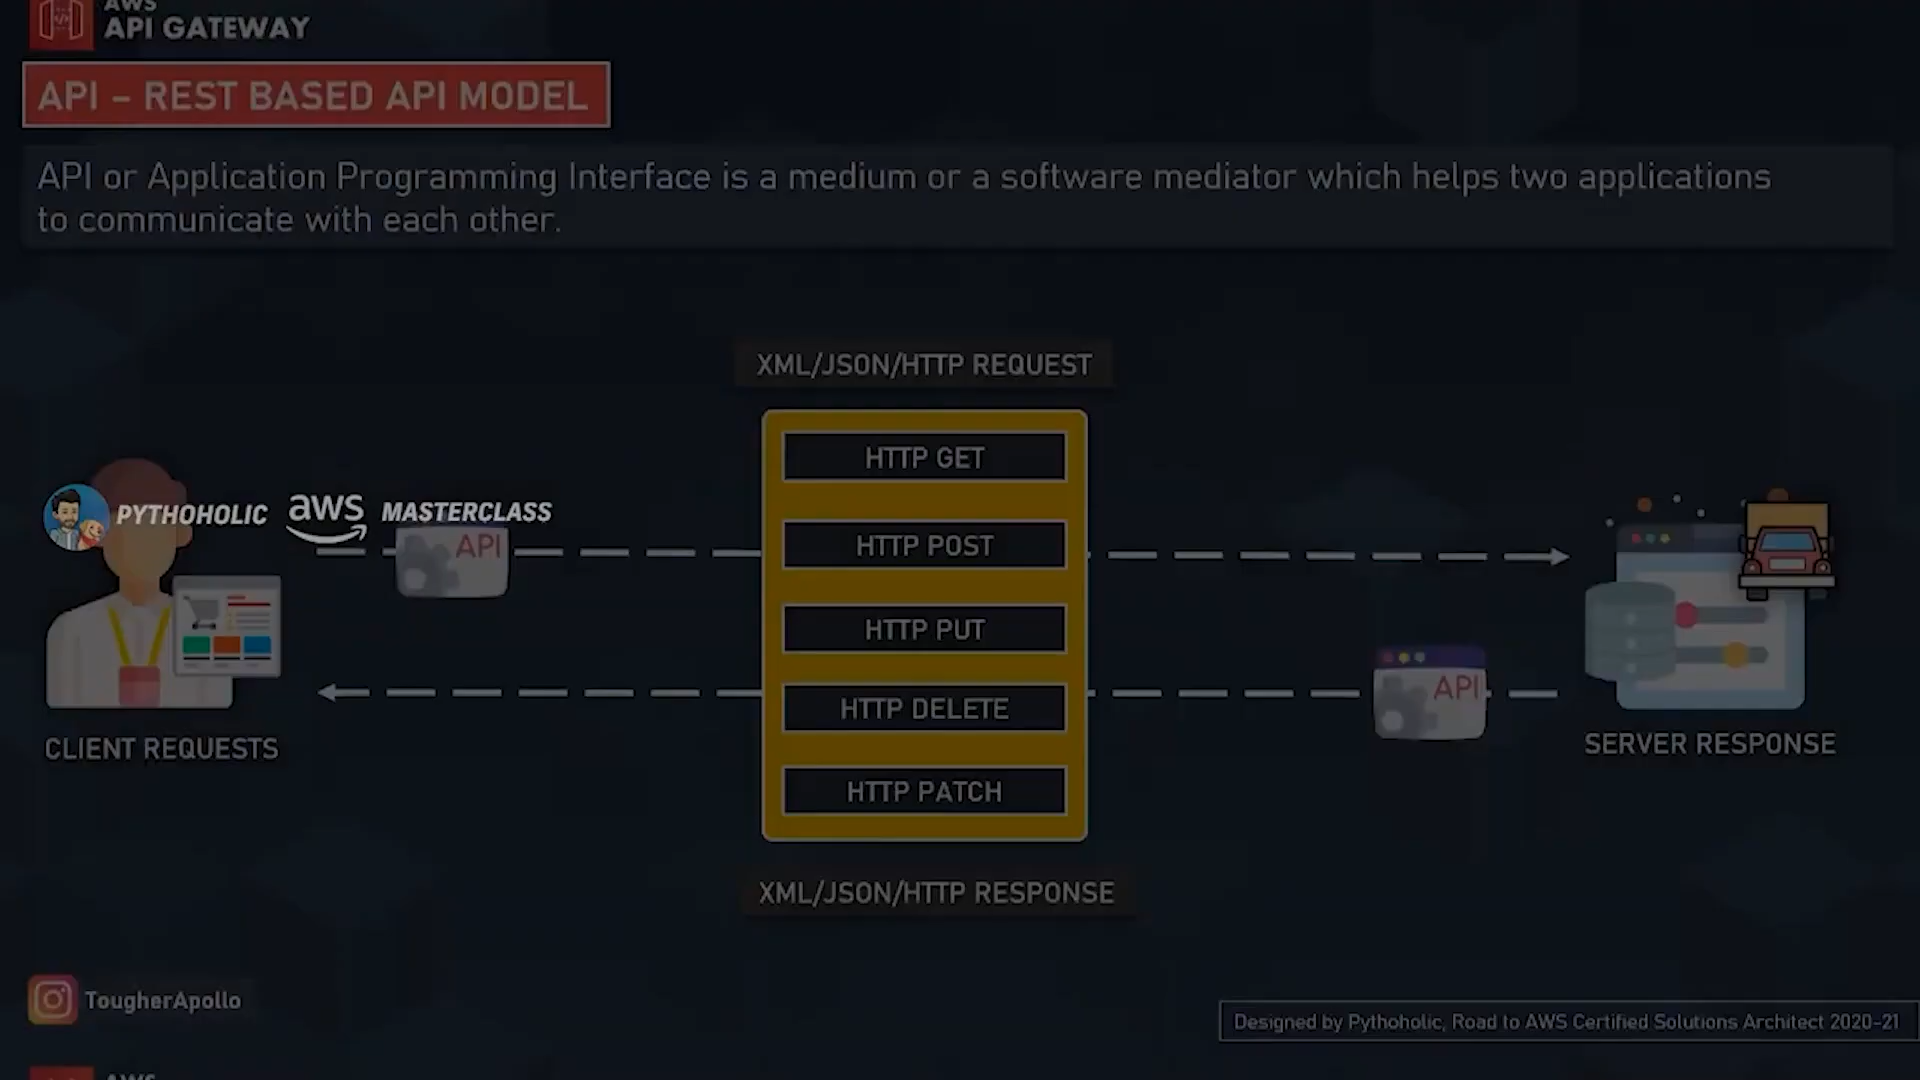 AWS
API GATEWAY
API – REST BASED API MODEL
API or Application Programming Interface is a medium or a software mediator which helps two applications
to communicate with each other.
XML/JSON/HTTP REQUEST
HTTP GET
HTTP POST
HTTP PUT
HTTP DELETE
HTTP PATCH
PYTHOHOLIC aws MASTERCLASS
API
API
CLIENT REQUESTS
SERVER RESPONSE
XML/JSON/HTTP RESPONSE
TougherApollo
Designed by Pythoholic, Road to AWS Certified Solutions Architect 2020-21
AWS